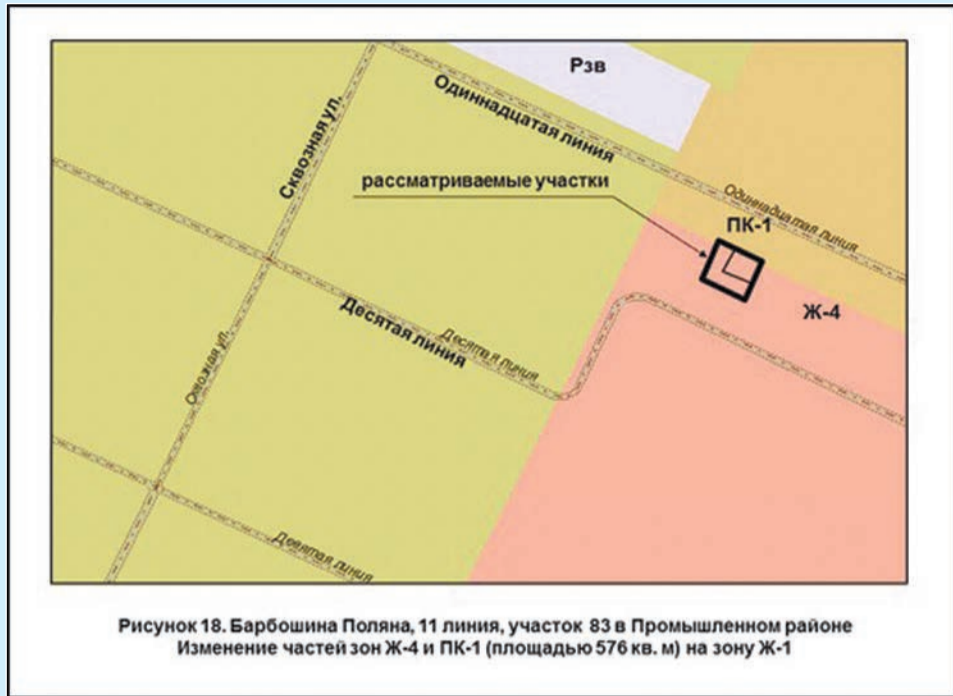 Рзв
Одиннадцатая линия
Сквозная ул.
рассматриваемые участки
Одиннадцатая линия
ПК-1
Ж-4
Десятая линия
Десятая линия
Сквозная ул.
Девятая линия
Рисунок 18. Барбошина Поляна, 11 линия, участок 83 в Промышленном районе
Изменение частей зон Ж-4 и ПК-1 (площадью 576 кв. м) на зону Ж-1